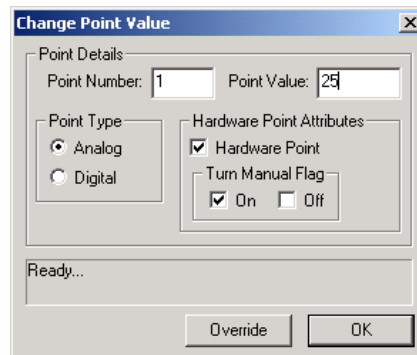 Change Point Value
Point Details
Point Number: 1 Point Value: 25
Point Type
Analog
Digital
Hardware Point Attributes
Hardware Point
Turn Manual Flag
On Off
Ready...
Override OK